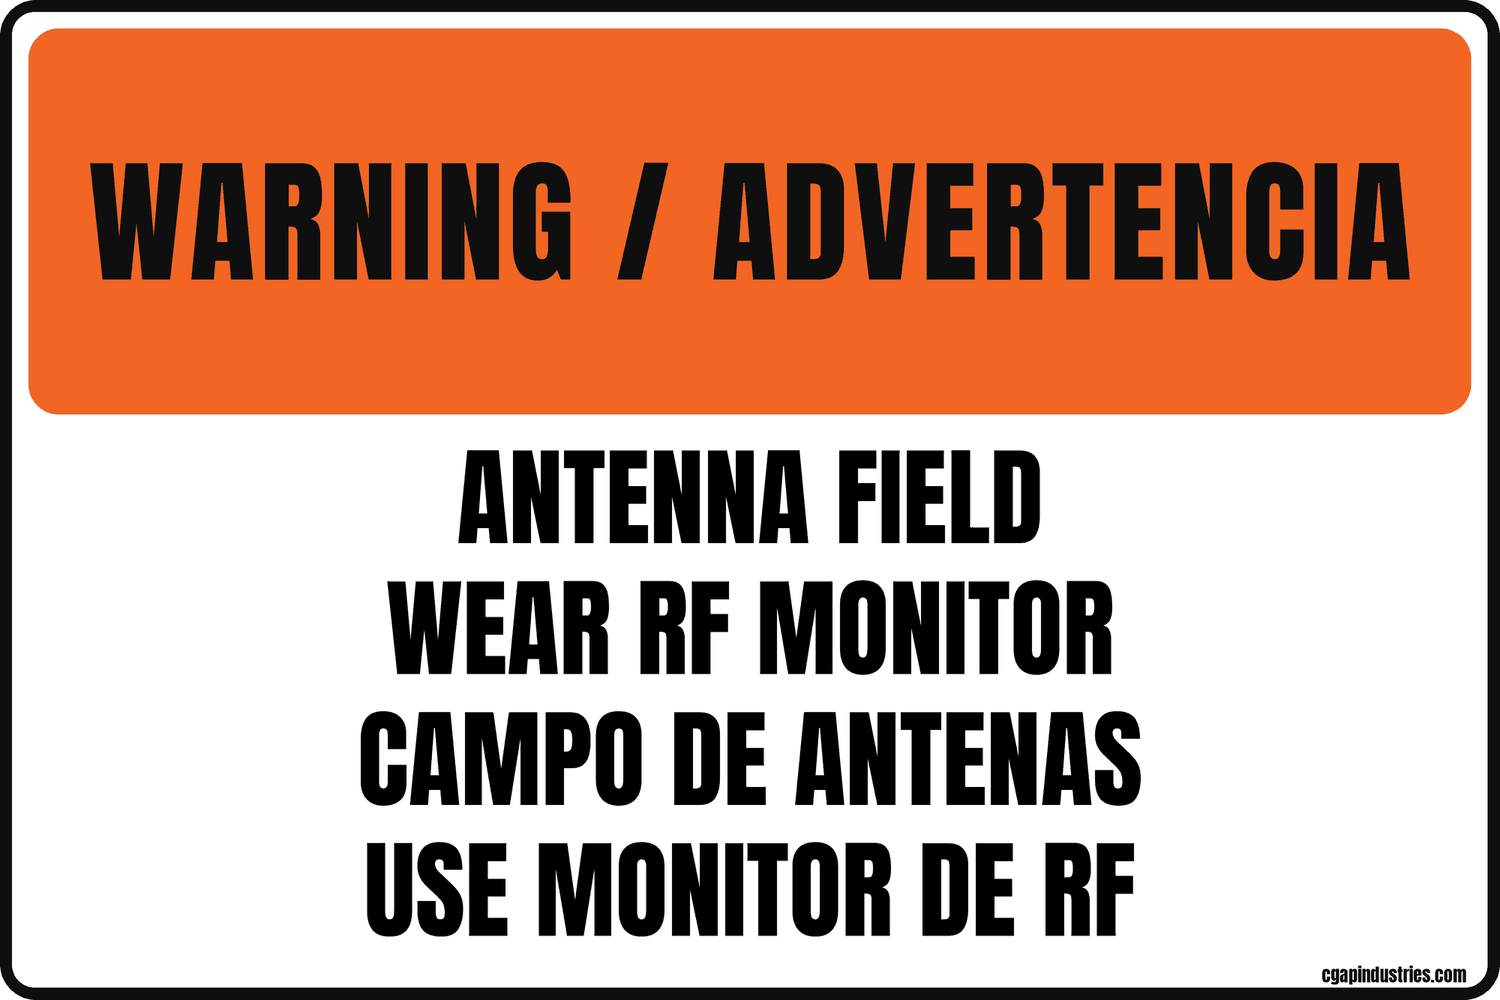 WARNING / ADVERTENCIA
ANTENNA FIELD
WEAR RF MONITOR
CAMPO DE ANTENAS
USE MONITOR DE RF
cgapindustries.com